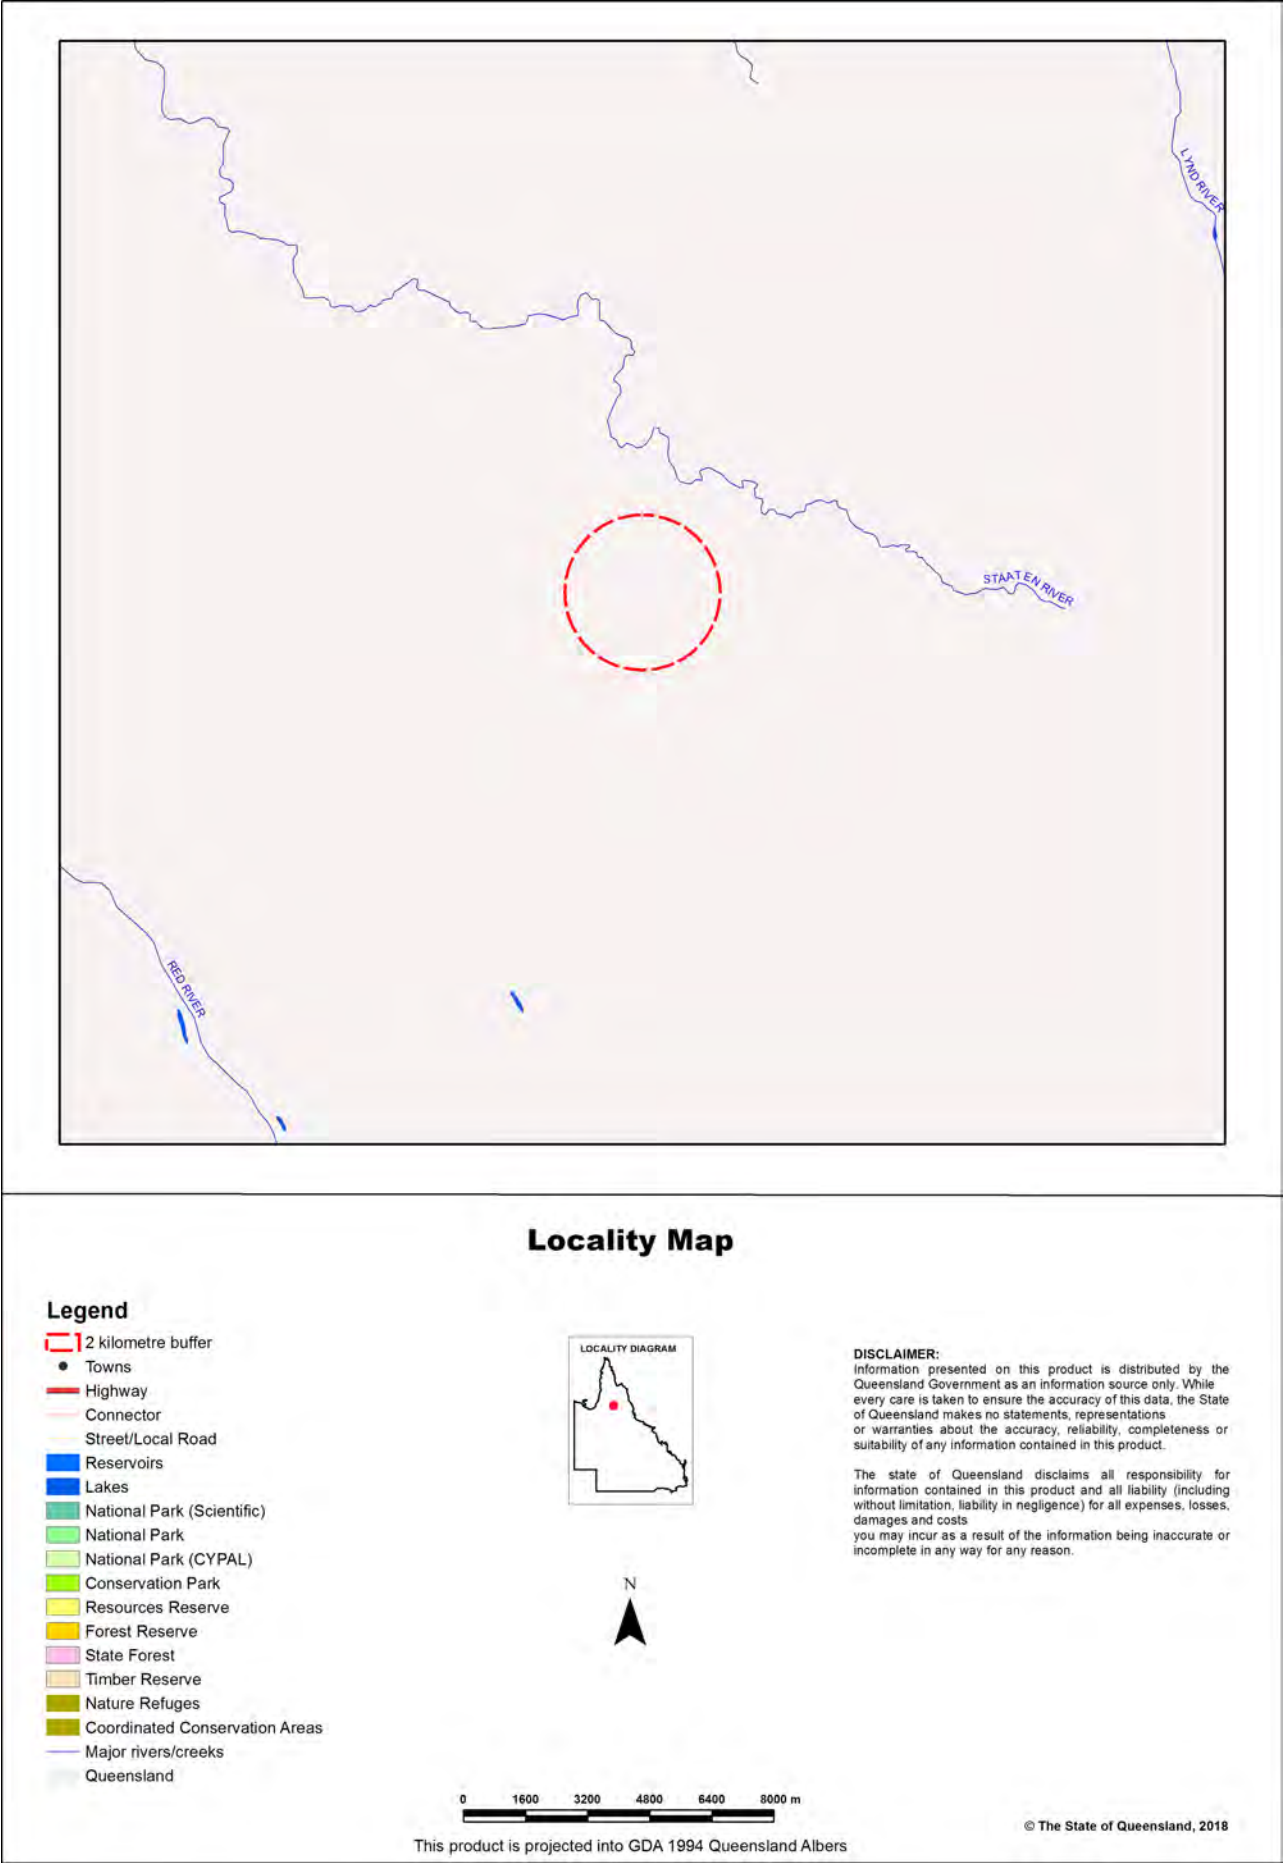 LYND RIVER
STAATEN RIVER
RED RIVER
Locality Map
Legend
2 kilometre buffer
Towns
Highway
Connector
Street/Local Road
Reservoirs
Lakes
National Park (Scientific)
National Park
National Park (CYPAL)
Conservation Park
Resources Reserve
Forest Reserve
State Forest
Timber Reserve
Nature Refuges
Coordinated Conservation Areas
Major rivers/creeks
Queensland
LOCALITY DIAGRAM
N
0 1600 3200 4800 6400 8000 m
This product is projected into GDA 1994 Queensland Albers
DISCLAIMER:
Information presented on this product is distributed by the
Queensland Government as an information source only. While
every care is taken to ensure the accuracy of this data, the State
of Queensland makes no statements, representations
or warranties about the accuracy, reliability, completeness or
suitability of any information contained in this product.
The state of Queensland disclaims all responsibility for
information contained in this product and all liability (including
without limitation, liability in negligence) for all expenses, losses,
damages and costs
you may incur as a result of the information being inaccurate or
incomplete in any way for any reason.
© The State of Queensland, 2018